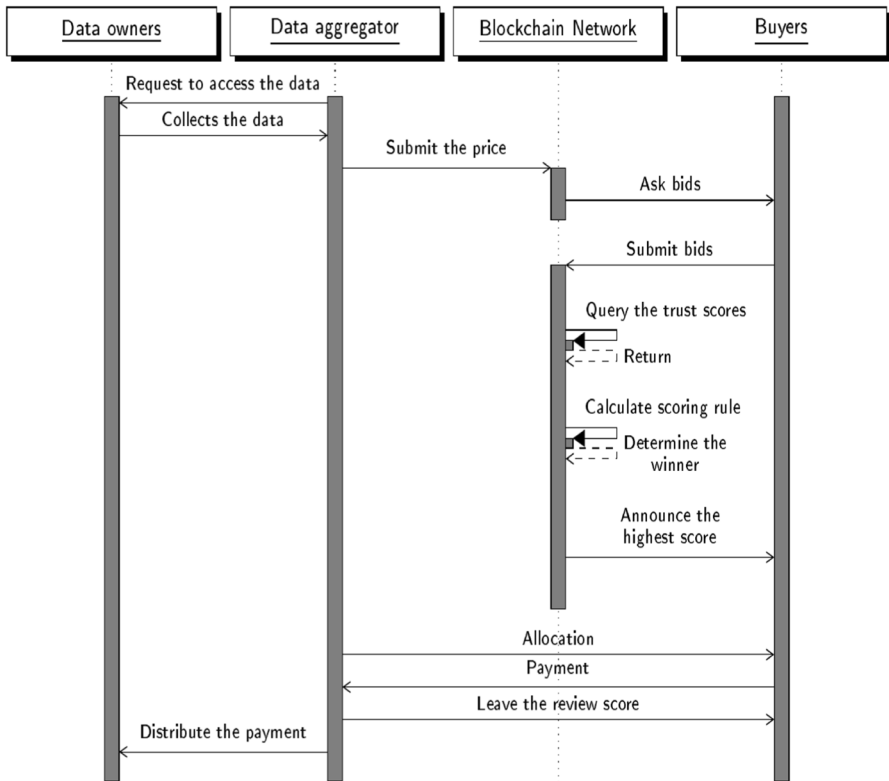 Data owners
Data aggregator
Blockchain Network
Buyers
Request to access the data
Collects the data
Submit the price
Ask bids
Submit bids
Query the trust scores
Return
Calculate scoring rule
Determine the
winner
Announce the
highest score
Allocation
Payment
Leave the review score
Distribute the payment